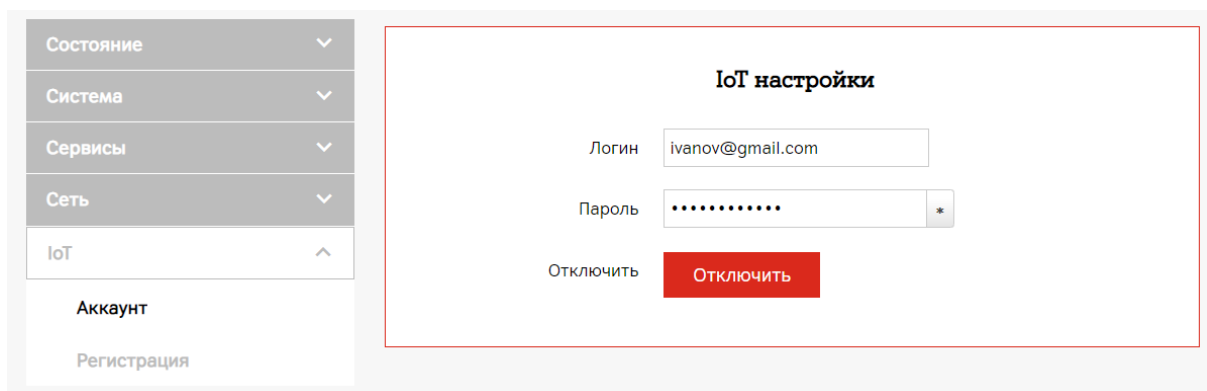 Состояние
Система
Сервисы
Сеть
IoT
Аккаунт
Регистрация
IoT настройки
Логин ivanov@gmail.com
Пароль •••••••••••• *
Отключить Отключить